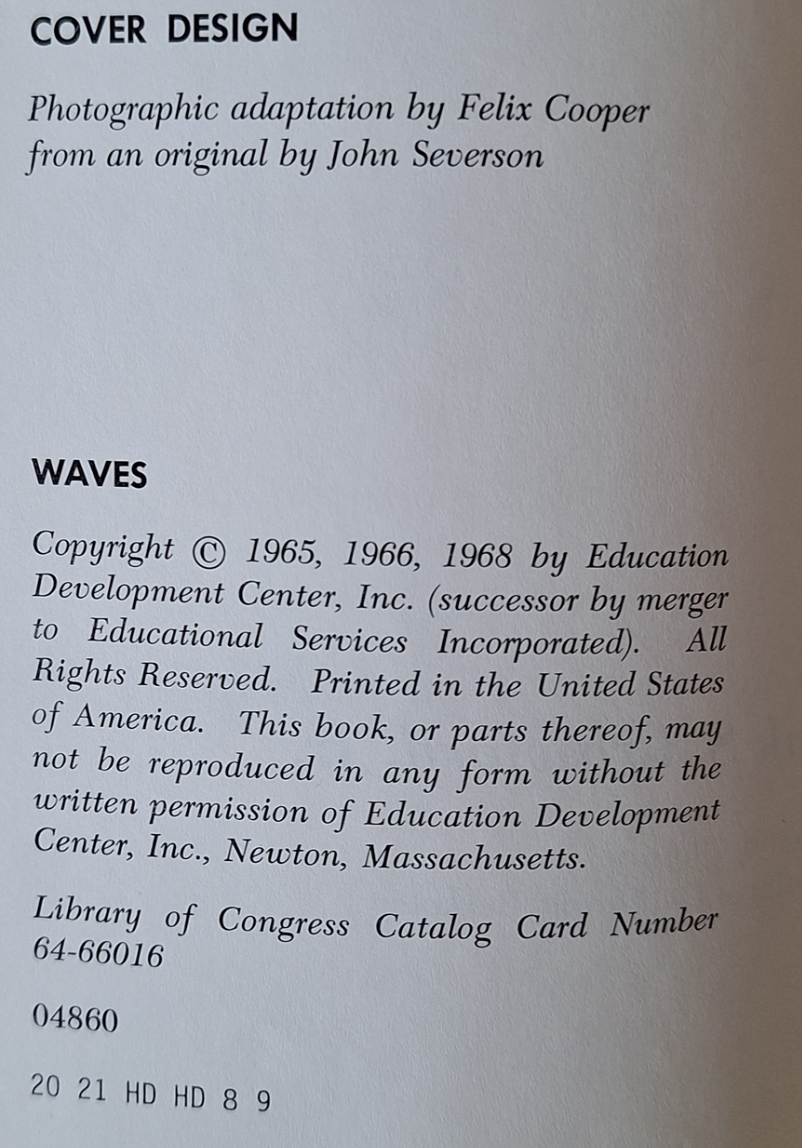 COVER DESIGN
Photographic adaptation by Felix Cooper
from an original by John Severson
WAVES
Copyright © 1965, 1966, 1968 by Education
Development Center, Inc. (successor by merger
to Educational Services Incorporated). All
Rights Reserved. Printed in the United States
of America. This book, or parts thereof, may
not be reproduced in any form without the
written permission of Education Development
Center, Inc., Newton, Massachusetts.
Library of Congress Catalog Card Number
64-66016
04860
20 21 HD HD 8 9